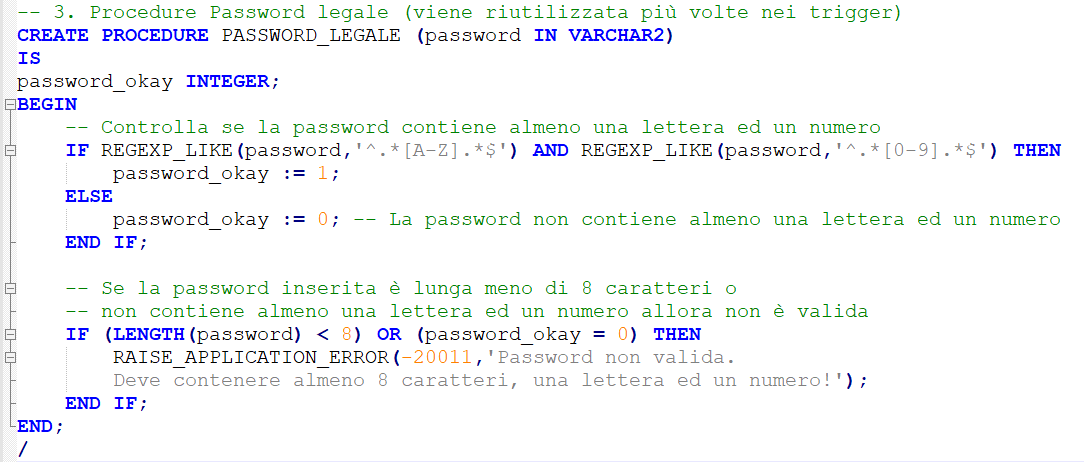 -- 3. Procedure Password legale (viene riutilizzata più volte nei trigger)
CREATE PROCEDURE PASSWORD_LEGALE (password IN VARCHAR2)
IS
password_okay INTEGER;
BEGIN
-- Controlla se la password contiene almeno una lettera ed un numero
IF REGEXP_LIKE(password,'^.*[A-Z].*$') AND REGEXP_LIKE(password,'^.*[0-9].*$') THEN
password_okay := 1;
ELSE
password_okay := 0; -- La password non contiene almeno una lettera ed un numero
END IF;
-- Se la password inserita è lunga meno di 8 caratteri o
-- non contiene almeno una lettera ed un numero allora non è valida
IF (LENGTH(password) < 8) OR (password_okay = 0) THEN
RAISE_APPLICATION_ERROR(-20011,'Password non valida.
Deve contenere almeno 8 caratteri, una lettera ed un numero!');
END IF;
END;
/